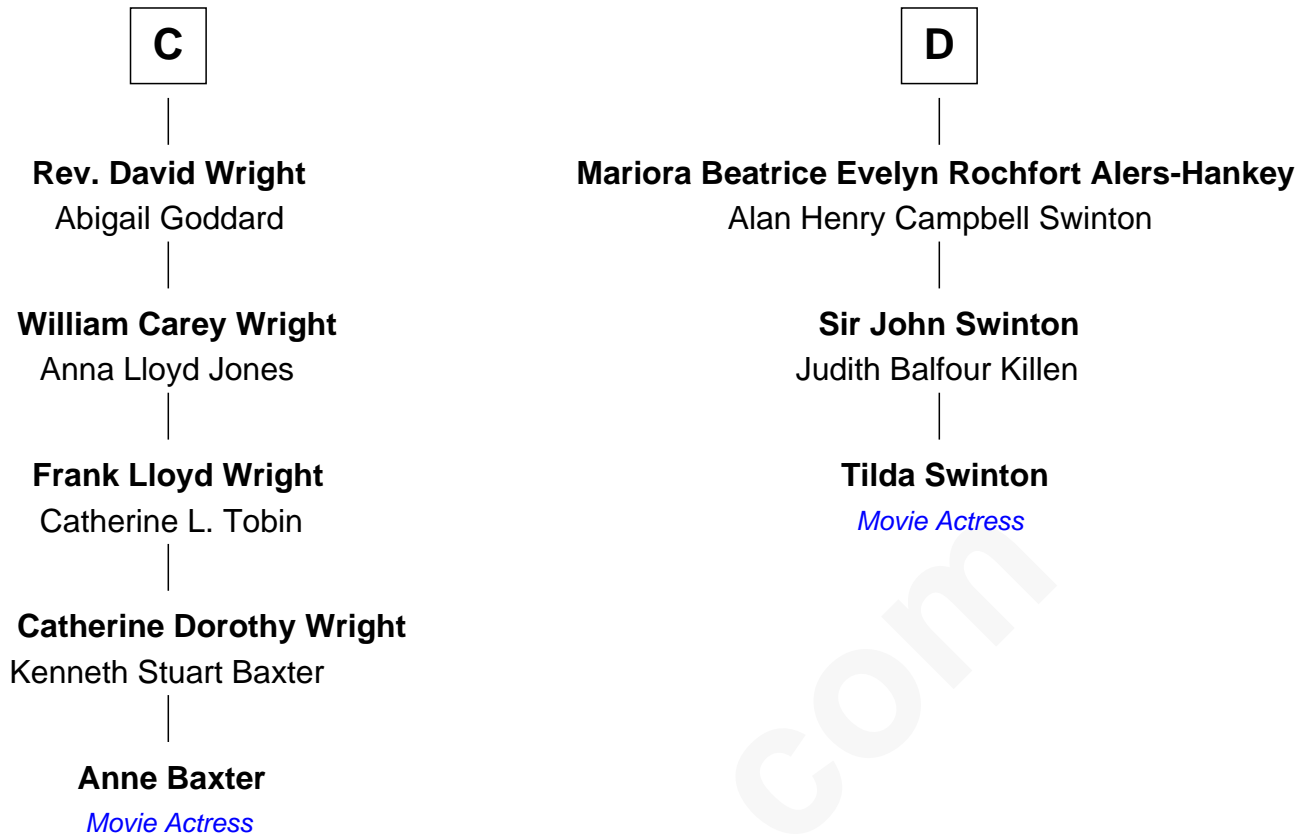 C
Rev. David Wright
Abigail Goddard
William Carey Wright
Anna Lloyd Jones
Frank Lloyd Wright
Catherine L. Tobin
Catherine Dorothy Wright
Kenneth Stuart Baxter
Anne Baxter
Movie Actress
D
Mariora Beatrice Evelyn Rochfort Alers-Hankey
Alan Henry Campbell Swinton
Sir John Swinton
Judith Balfour Killen
Tilda Swinton
Movie Actress
com